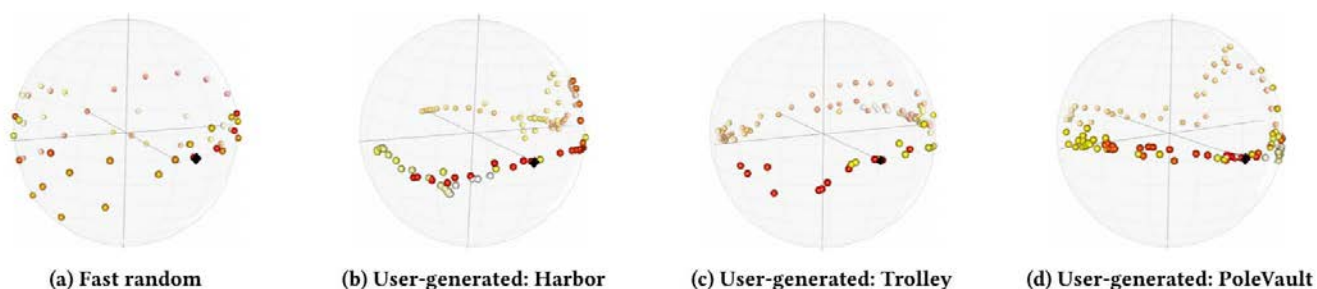 (a) Fast random
(b) User-generated: Harbor
(c) User-generated: Trolley
(d) User-generated: PoleVault